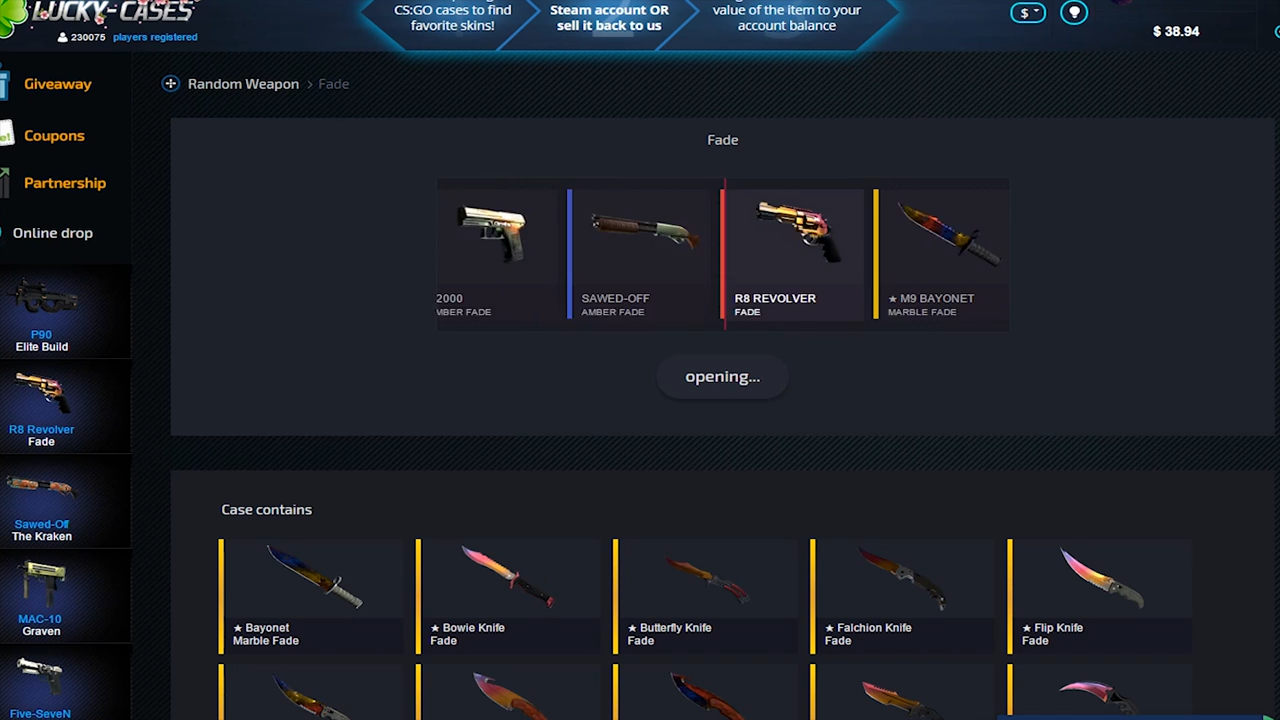 LUCKY-CASES
230075 players registered
CS:GO cases to find
favorite skins!
Steam account OR
sell it back to us
value of the item to your
account balance
$
$ 38.94
Giveaway
Coupons
Partnership
Online drop
P90
Elite Build
R8 Revolver
Fade
Sawed-Off
The Kraken
MAC-10
Graven
Five-SeveN
Random Weapon > Fade
Fade
2000
MBER FADE
SAWED-OFF
AMBER FADE
R8 REVOLVER
FADE
★ M9 BAYONET
MARBLE FADE
opening...
Case contains
★ Bayonet
Marble Fade
★ Bowie Knife
Fade
★ Butterfly Knife
Fade
★ Falchion Knife
Fade
★ Flip Knife
Fade